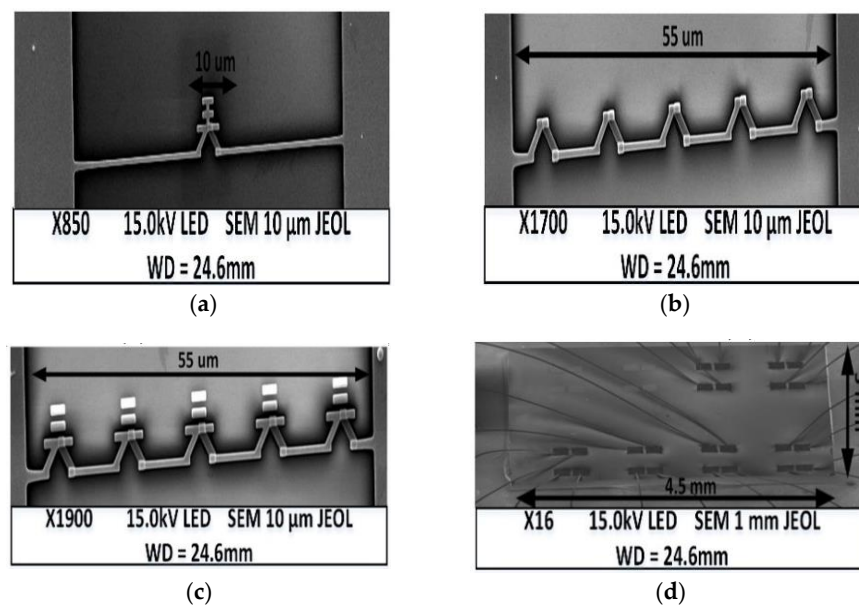 10 um
X850 15.0kV LED SEM 10 µm JEOL
WD = 24.6mm
(a)
55 um
X1700 15.0kV LED SEM 10 µm JEOL
WD = 24.6mm
(b)
55 um
X1900 15.0kV LED SEM 10 µm JEOL
WD = 24.6mm
(c)
4.5 mm
X16 15.0kV LED SEM 1 mm JEOL
WD = 24.6mm
(d)